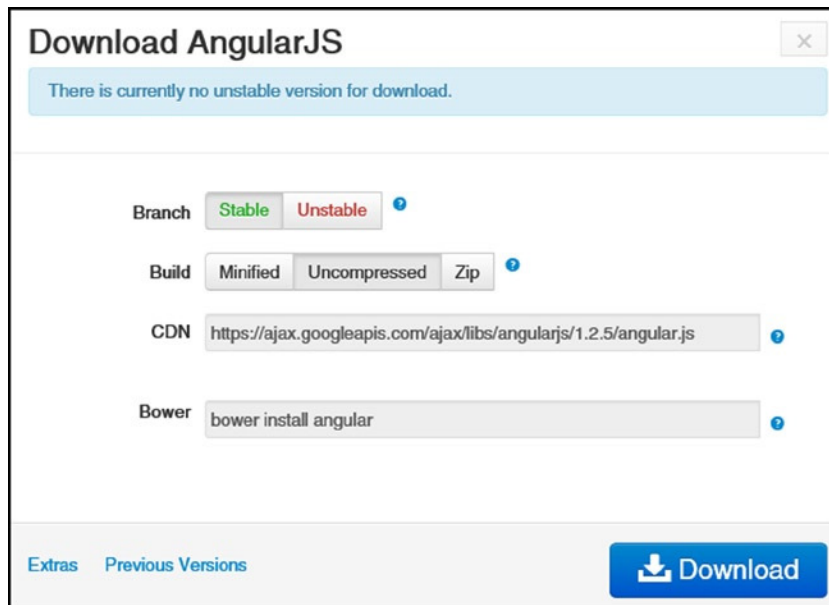 Download AngularJS
×
There is currently no unstable version for download.
Branch Stable Unstable ?
Build Minified Uncompressed Zip ?
CDN https://ajax.googleapis.com/ajax/libs/angularjs/1.2.5/angular.js ?
Bower bower install angular ?
Extras Previous Versions Download